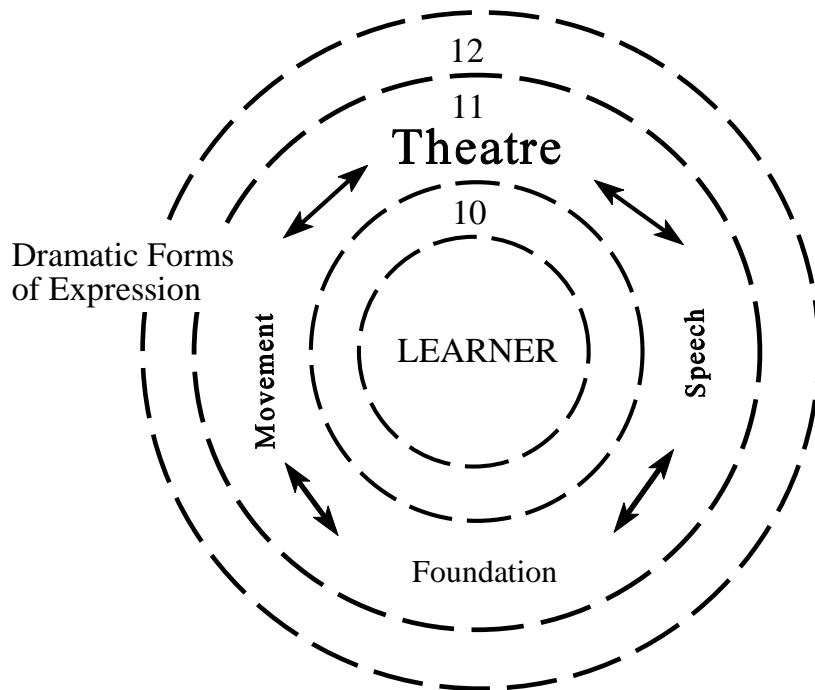 12
11
Theatre
10
Dramatic Forms
of Expression
Movement
LEARNER
Speech
Foundation